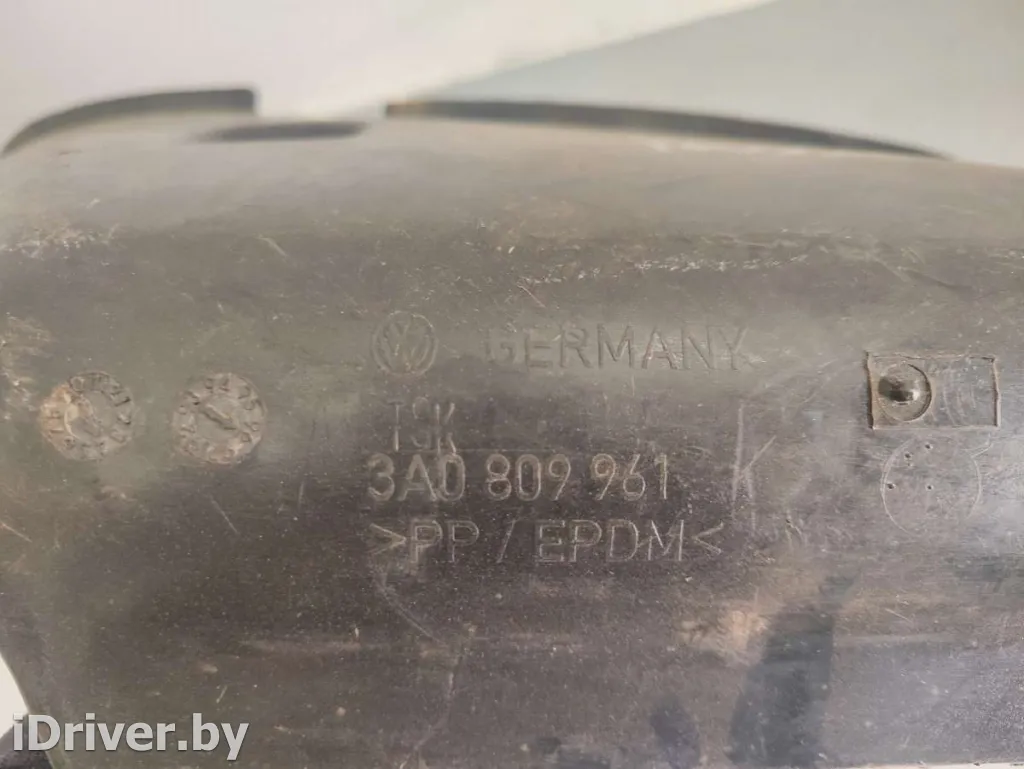 GERMANY
TSK
3A0 809 961 K
>PP/EPDM<
iDriver.by